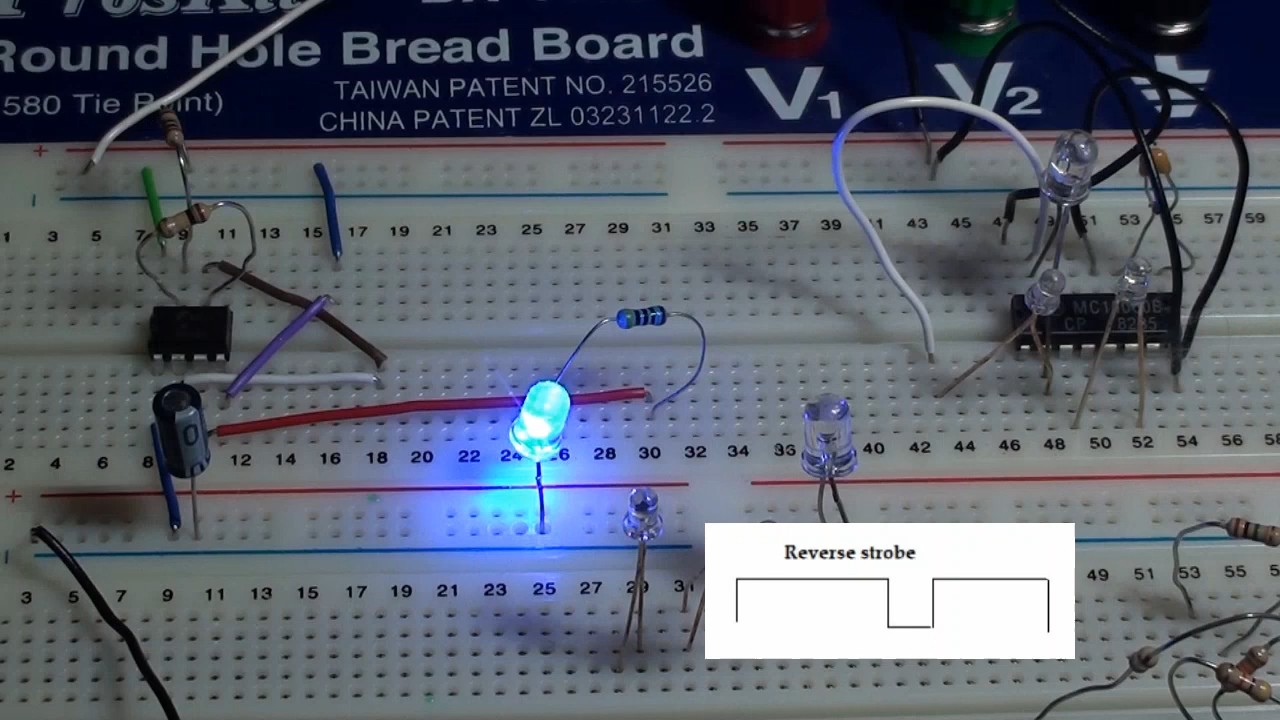 Round Hole Bread Board
TAIWAN PATENT NO. 215526
580 Tie Point)
CHINA PATENT ZL 03231122.2
V1
V2
+
1 3 5 7 9 11 13 15 17 19 21 23 25 27 29 31 33 35 37 39 43 45 53 57 59
CP
2 4 6 8 12 14 16 18 20 22 24 26 28 30 32 34 40 42 44 46 48 50 52 54 56
+
Reverse strobe
3 5 7 9 11 13 15 17 19 21 23 25 27 29 49 51 53 55